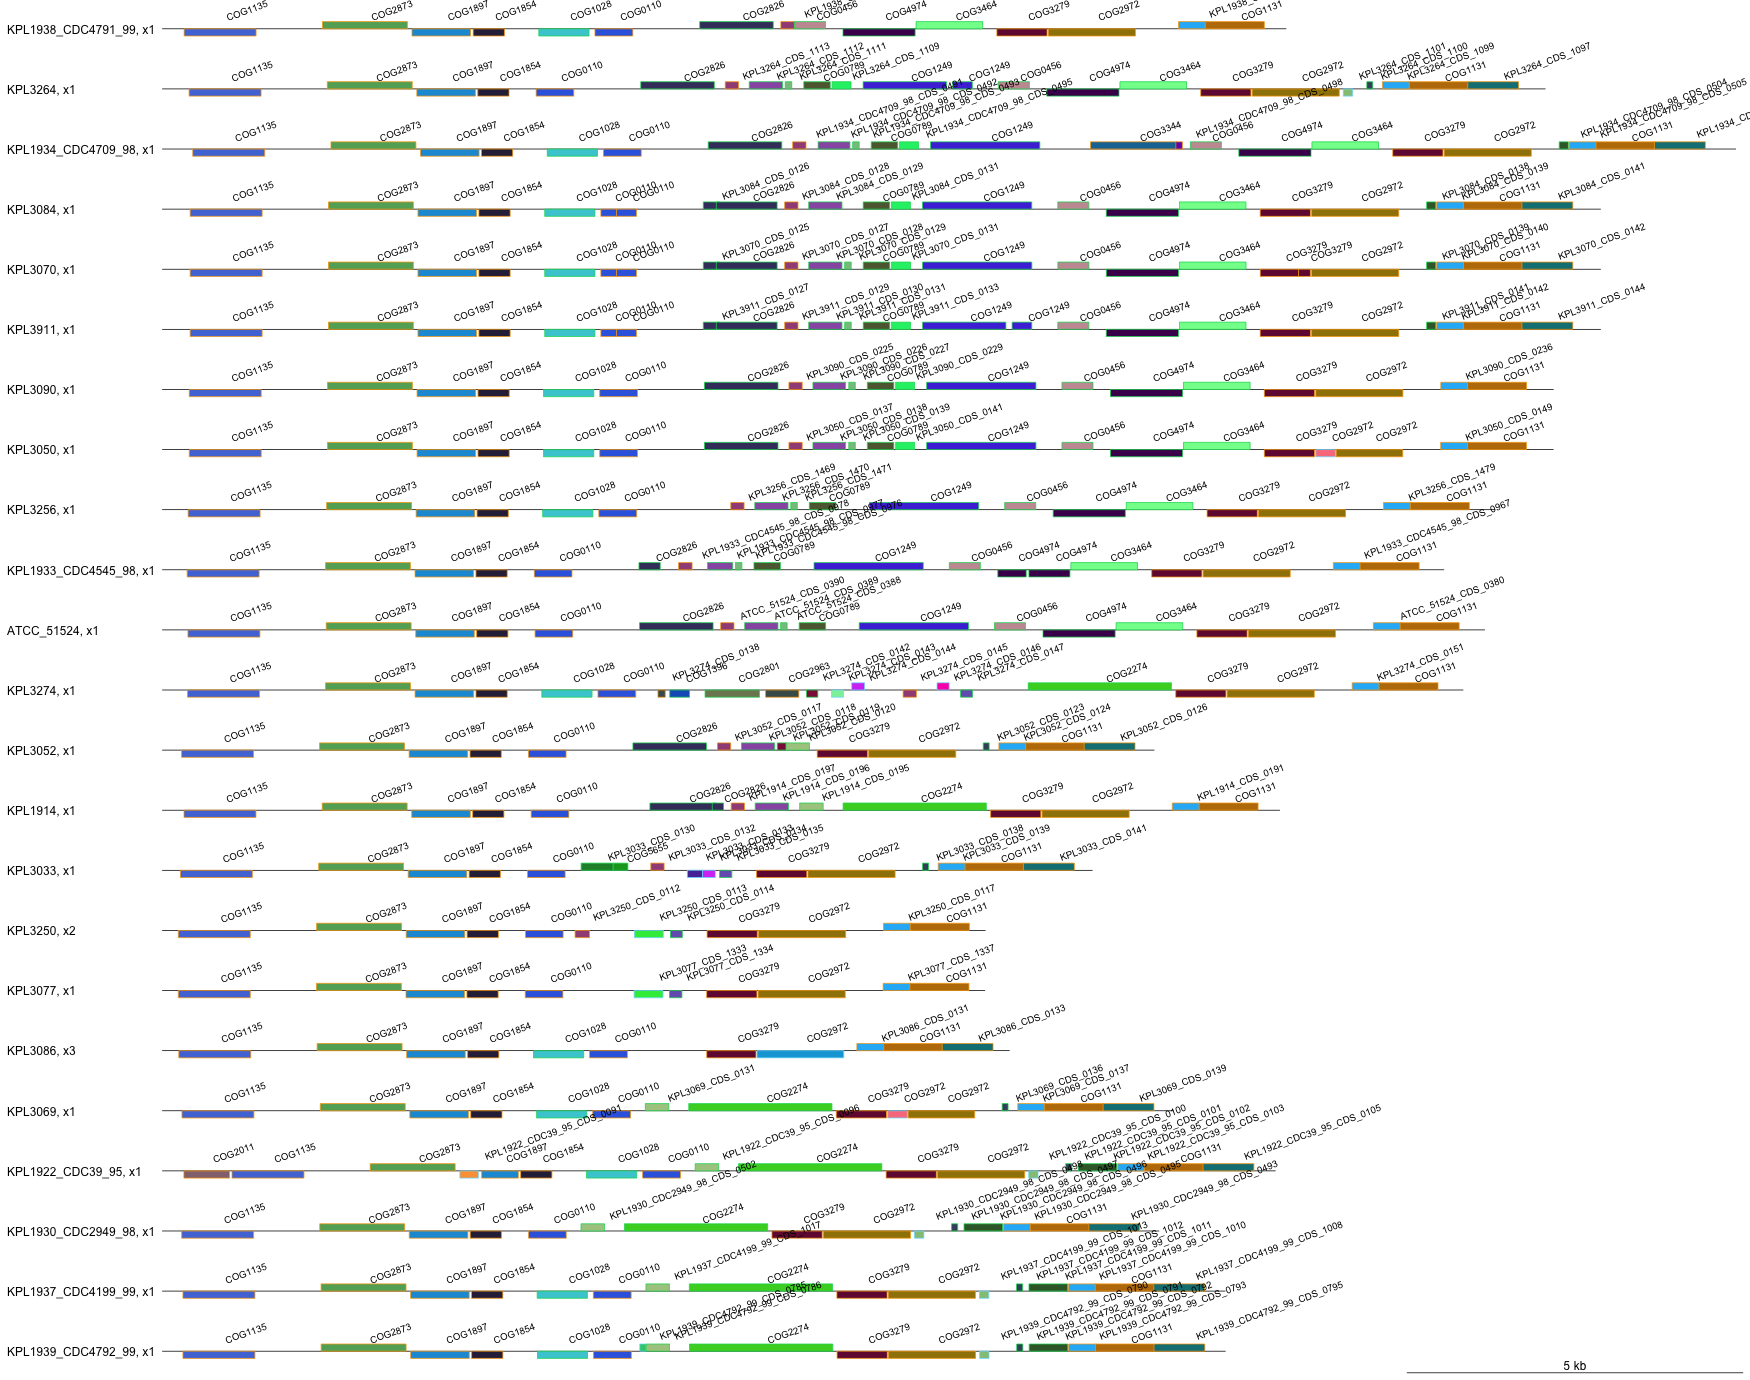 KPL1938_CDC4791_99, x1 COG1135 COG2873 COG1897 COG1854 COG1028 COG0110 COG2826 COG0456 COG4974 COG3464 COG3279 COG2972 COG1131
KPL3264, x1 COG1135 COG2873 COG1897 COG1854 COG0110 COG2826 KPL3264_CDS_1113 KPL3264_CDS_1112 KPL3264_CDS_1111 COG0789 KPL3264_CDS_1109 COG1249 COG1249 COG0456 COG4974 COG3464 COG3279 COG2972 KPL3264_CDS_1101 KPL3264_CDS_1100 KPL3264_CDS_1099 COG1131 KPL3264_CDS_1097
KPL1934_CDC4709_98, x1 COG1135 COG2873 COG1897 COG1854 COG1028 COG0110 COG2826 KPL1934_CDC4709_98_CDS_0491 KPL1934_CDC4709_98_CDS_0492 KPL1934_CDC4709_98_CDS_0493 COG0789 KPL1934_CDC4709_98_CDS_0495 COG1249 COG3344 KPL1934_CDC4709_98_CDS_0498 COG0456 COG4974 COG3464 COG3279 COG2972 KPL1934_CDC4709_98_CDS_0504 KPL1934_CDC4709_98_CDS_0505 COG1131
KPL3084, x1 COG1135 COG2873 COG1897 COG1854 COG1028 COG0110 COG0110 KPL3084_CDS_0126 COG2826 KPL3084_CDS_0128 KPL3084_CDS_0129 COG0789 KPL3084_CDS_0131 COG1249 COG0456 COG4974 COG3464 COG3279 COG2972 KPL3084_CDS_0138 KPL3084_CDS_0139 COG1131 KPL3084_CDS_0141
KPL3070, x1 COG1135 COG2873 COG1897 COG1854 COG1028 COG0110 COG0110 KPL3070_CDS_0125 COG2826 KPL3070_CDS_0127 KPL3070_CDS_0128 KPL3070_CDS_0129 COG0789 KPL3070_CDS_0131 COG1249 COG0456 COG4974 COG3464 COG3279 COG3279 COG2972 KPL3070_CDS_0139 KPL3070_CDS_0140 COG1131 KPL3070_CDS_0142
KPL3911, x1 COG1135 COG2873 COG1897 COG1854 COG1028 COG0110 COG0110 KPL3911_CDS_0127 COG2826 KPL3911_CDS_0129 KPL3911_CDS_0130 KPL3911_CDS_0131 COG0789 KPL3911_CDS_0133 COG1249 COG1249 COG0456 COG4974 COG3464 COG3279 COG2972 KPL3911_CDS_0141 KPL3911_CDS_0142 COG1131 KPL3911_CDS_0144
KPL3090, x1 COG1135 COG2873 COG1897 COG1854 COG1028 COG0110 COG2826 KPL3090_CDS_0225 KPL3090_CDS_0226 KPL3090_CDS_0227 COG0789 KPL3090_CDS_0229 COG1249 COG0456 COG4974 COG3464 COG3279 COG2972 KPL3090_CDS_0236 COG1131
KPL3050, x1 COG1135 COG2873 COG1897 COG1854 COG1028 COG0110 COG2826 KPL3050_CDS_0137 KPL3050_CDS_0138 KPL3050_CDS_0139 COG0789 KPL3050_CDS_0141 COG1249 COG0456 COG4974 COG3464 COG3279 COG2972 COG2972 KPL3050_CDS_0149 COG1131
KPL3256, x1 COG1135 COG2873 COG1897 COG1854 COG1028 COG0110 KPL3256_CDS_1469 KPL3256_CDS_1470 KPL3256_CDS_1471 COG0789 COG1249 COG0456 COG4974 COG3464 COG3279 COG2972 KPL3256_CDS_1479 COG1131
KPL1933_CDC4545_98, x1 COG1135 COG2873 COG1897 COG1854 COG0110 COG2826 KPL1933_CDC4545_98_CDS_0978 KPL1933_CDC4545_98_CDS_0977 KPL1933_CDC4545_98_CDS_0976 COG0789 COG1249 COG0456 COG4974 COG4974 COG3464 COG3279 COG2972 KPL1933_CDC4545_98_CDS_0967 COG1131
ATCC_51524, x1 COG1135 COG2873 COG1897 COG1854 COG0110 COG2826 ATCC_51524_CDS_0390 ATCC_51524_CDS_0389 ATCC_51524_CDS_0388 COG0789 COG1249 COG0456 COG4974 COG3464 COG3279 COG2972 ATCC_51524_CDS_0380 COG1131
KPL3274, x1 COG1135 COG2873 COG1897 COG1854 COG1028 COG0110 KPL3274_CDS_0138 COG1396 COG2801 COG2963 KPL3274_CDS_0142 KPL3274_CDS_0143 KPL3274_CDS_0144 KPL3274_CDS_0145 KPL3274_CDS_0146 KPL3274_CDS_0147 COG2274 COG3279 COG2972 KPL3274_CDS_0151 COG1131
KPL3052, x1 COG1135 COG2873 COG1897 COG1854 COG0110 COG2826 KPL3052_CDS_0117 KPL3052_CDS_0118 KPL3052_CDS_0119 KPL3052_CDS_0120 COG3279 COG2972 KPL3052_CDS_0123 KPL3052_CDS_0124 COG1131 KPL3052_CDS_0126
KPL1914, x1 COG1135 COG2873 COG1897 COG1854 COG0110 COG2826 COG2826 KPL1914_CDS_0197 KPL1914_CDS_0196 KPL1914_CDS_0195 COG2274 COG3279 COG2972 KPL1914_CDS_0191 COG1131
KPL3033, x1 COG1135 COG2873 COG1897 COG1854 COG0110 KPL3033_CDS_0130 COG5655 KPL3033_CDS_0132 KPL3033_CDS_0133 KPL3033_CDS_0134 KPL3033_CDS_0135 COG3279 COG2972 KPL3033_CDS_0138 KPL3033_CDS_0139 COG1131 KPL3033_CDS_0141
KPL3250, x2 COG1135 COG2873 COG1897 COG1854 COG0110 KPL3250_CDS_0112 KPL3250_CDS_0113 KPL3250_CDS_0114 COG3279 COG2972 KPL3250_CDS_0117 COG1131
KPL3077, x1 COG1135 COG2873 COG1897 COG1854 COG0110 KPL3077_CDS_1333 KPL3077_CDS_1334 COG3279 COG2972 KPL3077_CDS_1337 COG1131
KPL3086, x3 COG1135 COG2873 COG1897 COG1854 COG1028 COG0110 COG3279 COG2972 KPL3086_CDS_0131 COG1131 KPL3086_CDS_0133
KPL3069, x1 COG1135 COG2873 COG1897 COG1854 COG1028 COG0110 KPL3069_CDS_0131 COG2274 COG3279 COG2972 COG2972 KPL3069_CDS_0136 KPL3069_CDS_0137 COG1131 KPL3069_CDS_0139
KPL1922_CDC39_95, x1 COG2011 COG1135 COG2873 KPL1922_CDC39_95_CDS_0091 COG1897 COG1854 COG1028 COG0110 KPL1922_CDC39_95_CDS_0096 COG2274 COG3279 COG2972 KPL1922_CDC39_95_CDS_0100 KPL1922_CDC39_95_CDS_0101 KPL1922_CDC39_95_CDS_0102 KPL1922_CDC39_95_CDS_0103 COG1131 KPL1922_CDC39_95_CDS_0105
KPL1930_CDC2949_98, x1 COG1135 COG2873 COG1897 COG1854 COG0110 KPL1930_CDC2949_98_CDS_0502 COG2274 COG3279 COG2972 KPL1930_CDC2949_98_CDS_0498 KPL1930_CDC2949_98_CDS_0497 KPL1930_CDC2949_98_CDS_0496 KPL1930_CDC2949_98_CDS_0495 COG1131 KPL1930_CDC2949_98_CDS_0493
KPL1937_CDC4199_99, x1 COG1135 COG2873 COG1897 COG1854 COG1028 COG0110 KPL1937_CDC4199_99_CDS_1017 COG2274 COG3279 COG2972 KPL1937_CDC4199_99_CDS_1013 KPL1937_CDC4199_99_CDS_1012 KPL1937_CDC4199_99_CDS_1011 KPL1937_CDC4199_99_CDS_1010 COG1131 KPL1937_CDC4199_99_CDS_1008
KPL1939_CDC4792_99, x1 COG1135 COG2873 COG1897 COG1854 COG1028 COG0110 KPL1939_CDC4792_99_CDS_0785 KPL1939_CDC4792_99_CDS_0786 COG2274 COG3279 COG2972 KPL1939_CDC4792_99_CDS_0790 KPL1939_CDC4792_99_CDS_0791 KPL1939_CDC4792_99_CDS_0792 KPL1939_CDC4792_99_CDS_0793 COG1131 KPL1939_CDC4792_99_CDS_0795
5 kb